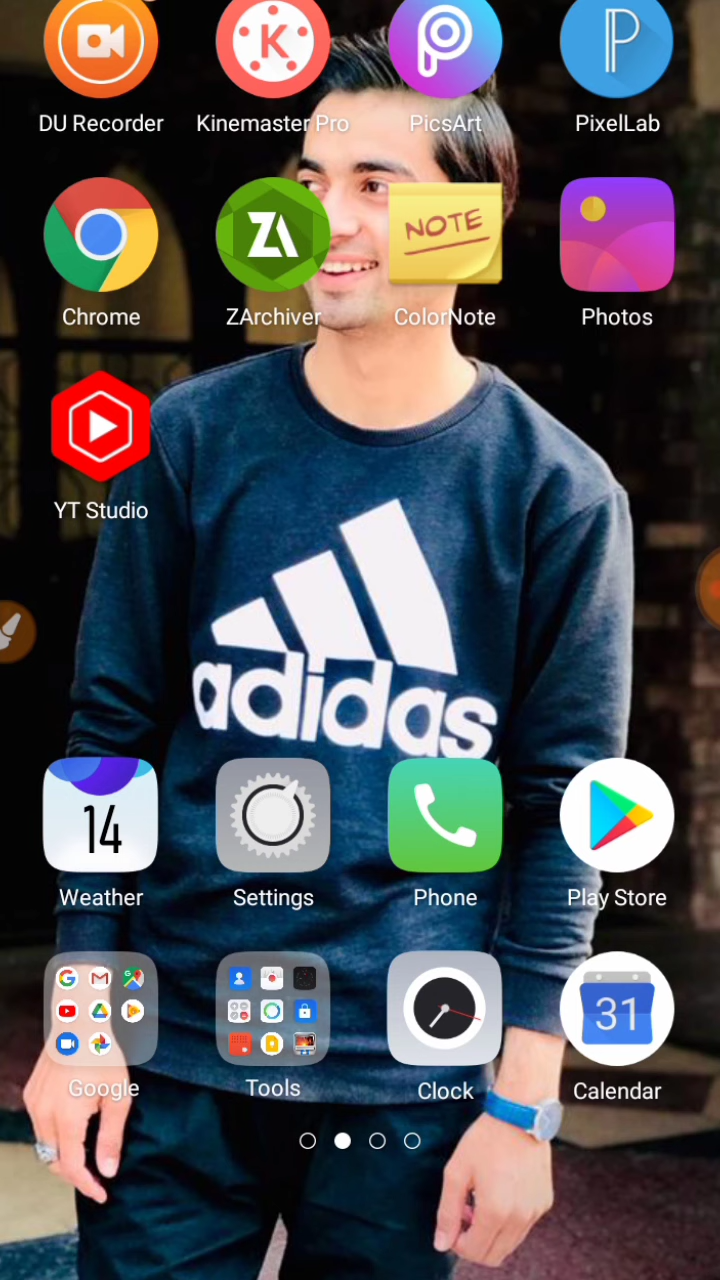 DU Recorder Kinemaster Pro PicsArt PixelLab
NOTE
Chrome ZArchiver ColorNote Photos
YT Studio
adidas
14
Weather Settings Phone Play Store
31
Google Tools Clock Calendar